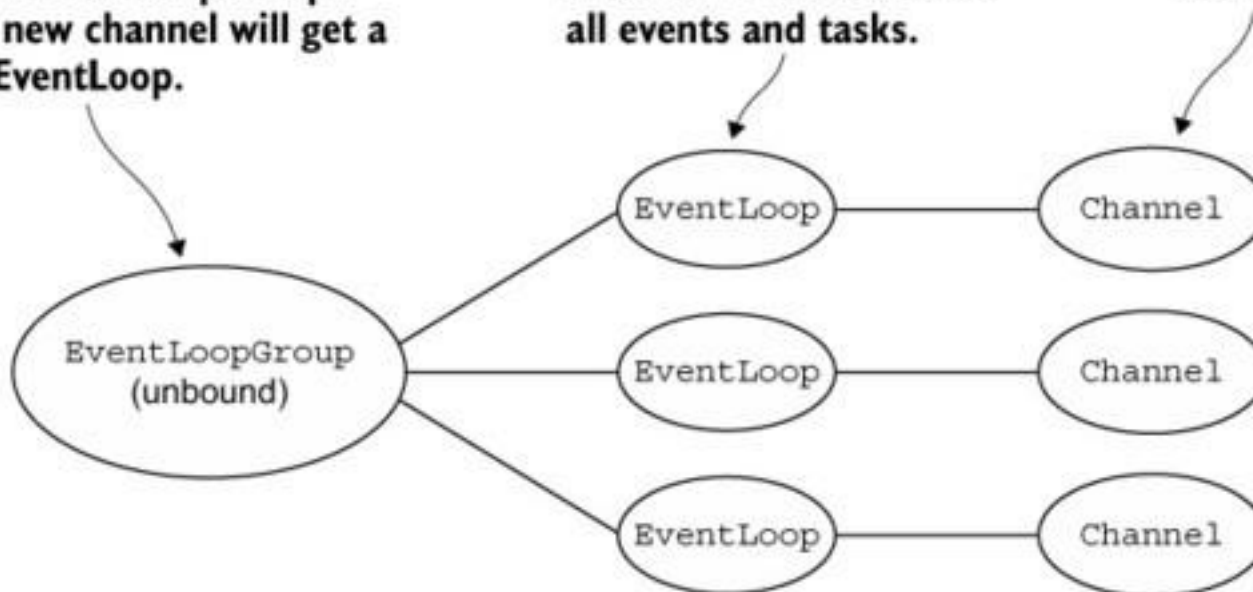 new channel will get a
EventLoop.
all events and tasks.
EventLoop
Channel
EventLoopGroup
(unbound)
EventLoop
Channel
EventLoop
Channel